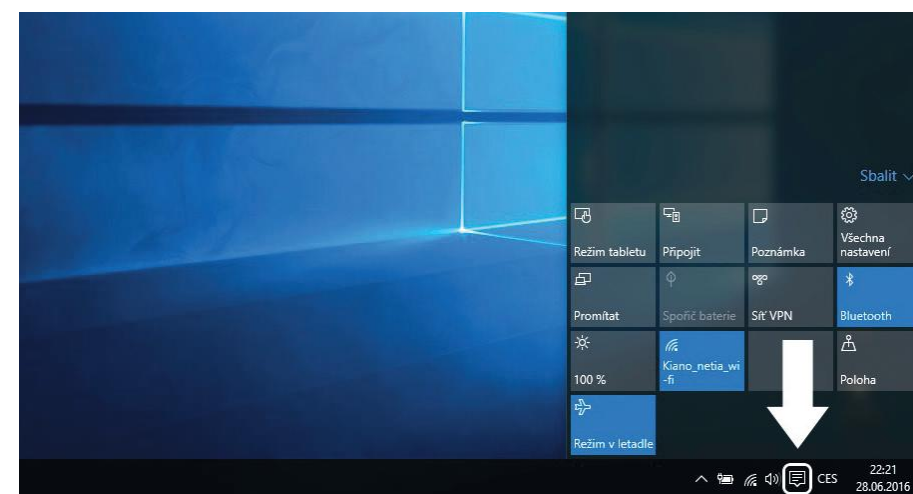 Sbalit
Režim tabletu
Připojit
Poznámka
Všechna
nastavení
Promítat
Spořič baterie
Síť VPN
Bluetooth
100 %
Kiano_netia_wi
-fi
Poloha
Režim v letadle
CES
22:21
28.06.2016